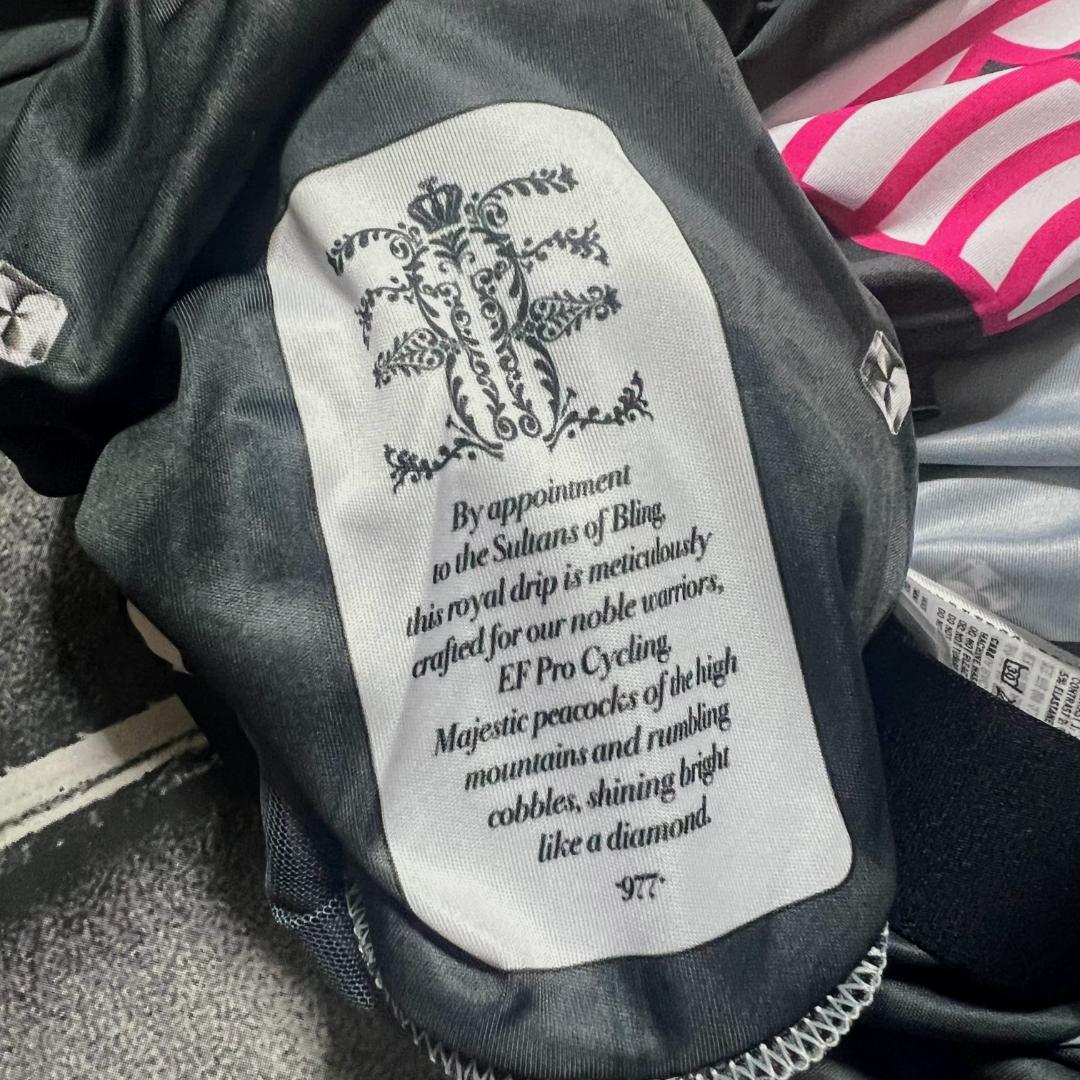 By appointment
to the Sultans of Bling,
this royal drip is meticulously
crafted for our noble warriors,
EF Pro Cycling.
Majestic peacocks of the high
mountains and rumbling
cobbles, shining bright
like a diamond.
·977·
CARE